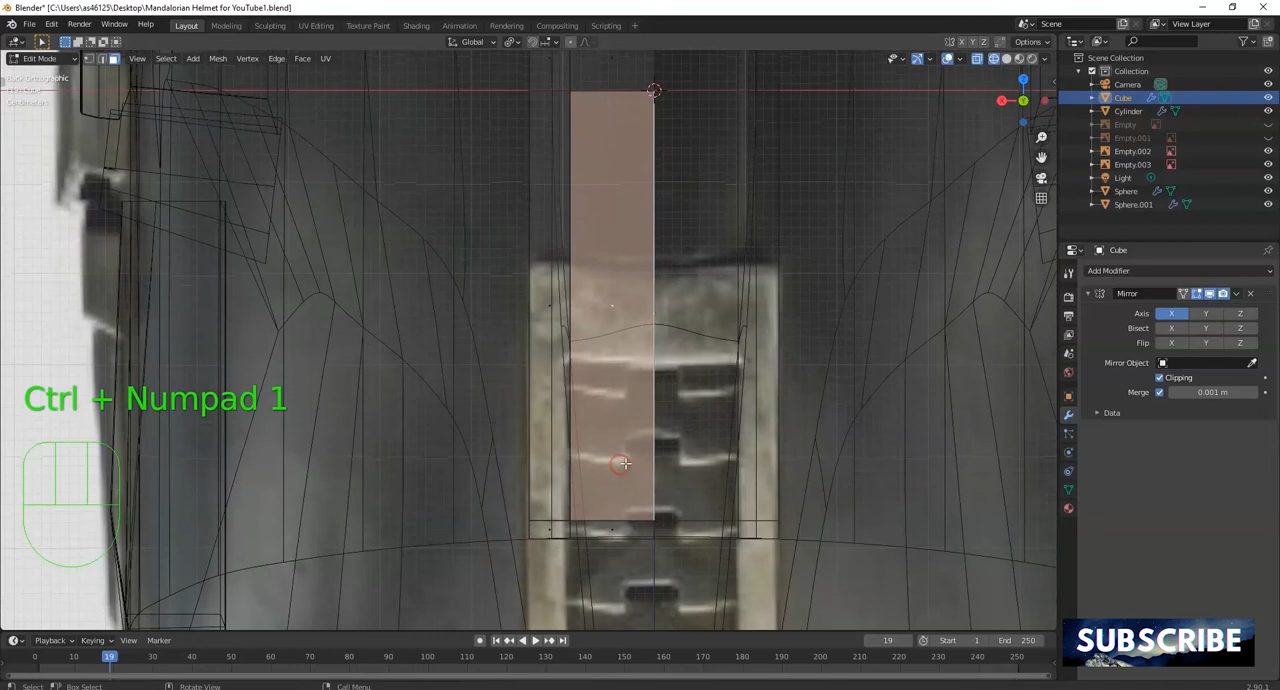 Blender* [C:\Users\as46125\Desktop\Mandalorian Helmet for YouTube1.blend]
File Edit Render Window Help Layout Modeling Sculpting UV Editing Texture Paint Shading Animation Rendering Compositing Scripting Scene View Layer
Global X Y Z Options
Edit Mode View Select Add Mesh Vertex Edge Face UV
Back Orthographic
Centimeters
Scene Collection
Collection
Camera
Cube
Cylinder
Empty
Empty.001
Empty.002
Empty.003
Light
Sphere
Sphere.001
Cube
Add Modifier
Mirror
Axis X Y Z
Bisect X Y Z
Flip X Y Z
Mirror Object
Clipping
Merge 0.001 m
Data
X Y Z
Ctrl + Numpad 1
SUBSCRIBE
Playback Keying View Marker 19 Start 1 End 250
0 10 19 30 40 50 60 70 80 90 100 110 120 130 140 150 160 170 180 190 200 210 220 230 240 250
Select Box Select Rotate View Call Menu 2.90.1